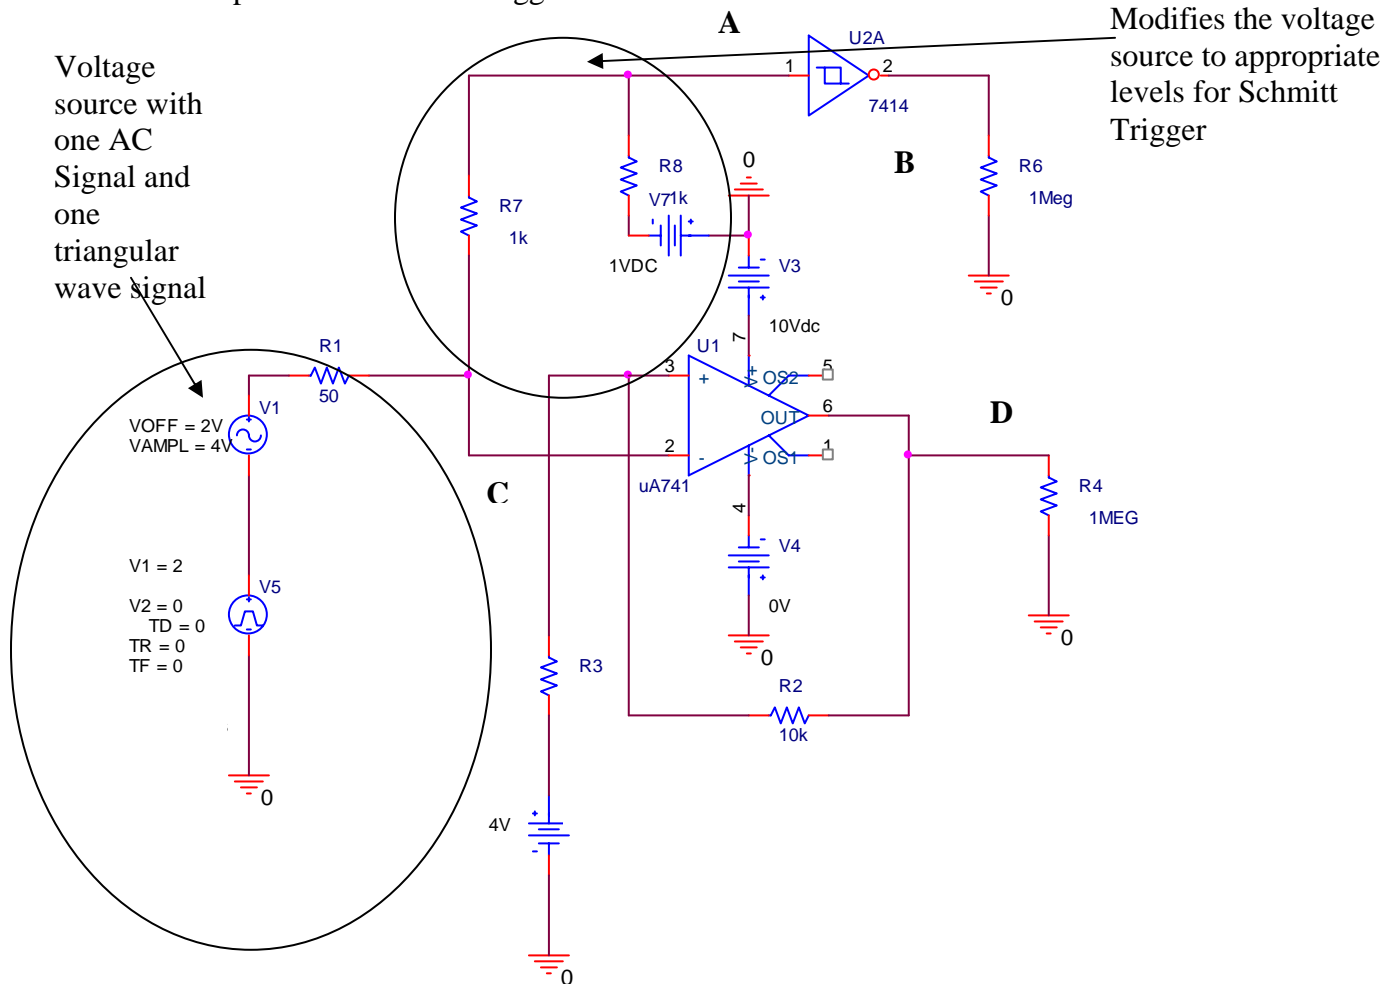 A
Modifies the voltage
source to appropriate
levels for Schmitt
Trigger
Voltage
source with
one AC
Signal and
one
triangular
wave signal
U2A
1
2
7414
B
R6
1Meg
0
R8
1k
V7
1VDC
0
R7
1k
V3
10Vdc
R1
50
V1
VOFF = 2V
VAMPL = 4V
U1
7
3
+
V+
OS2
5
OUT
6
2
-
V-
OS1
1
uA741
4
C
D
R4
1MEG
0
V4
0V
0
V1 = 2
V2 = 0
TD = 0
TR = 0
TF = 0
V5
0
R3
R2
10k
4V
0